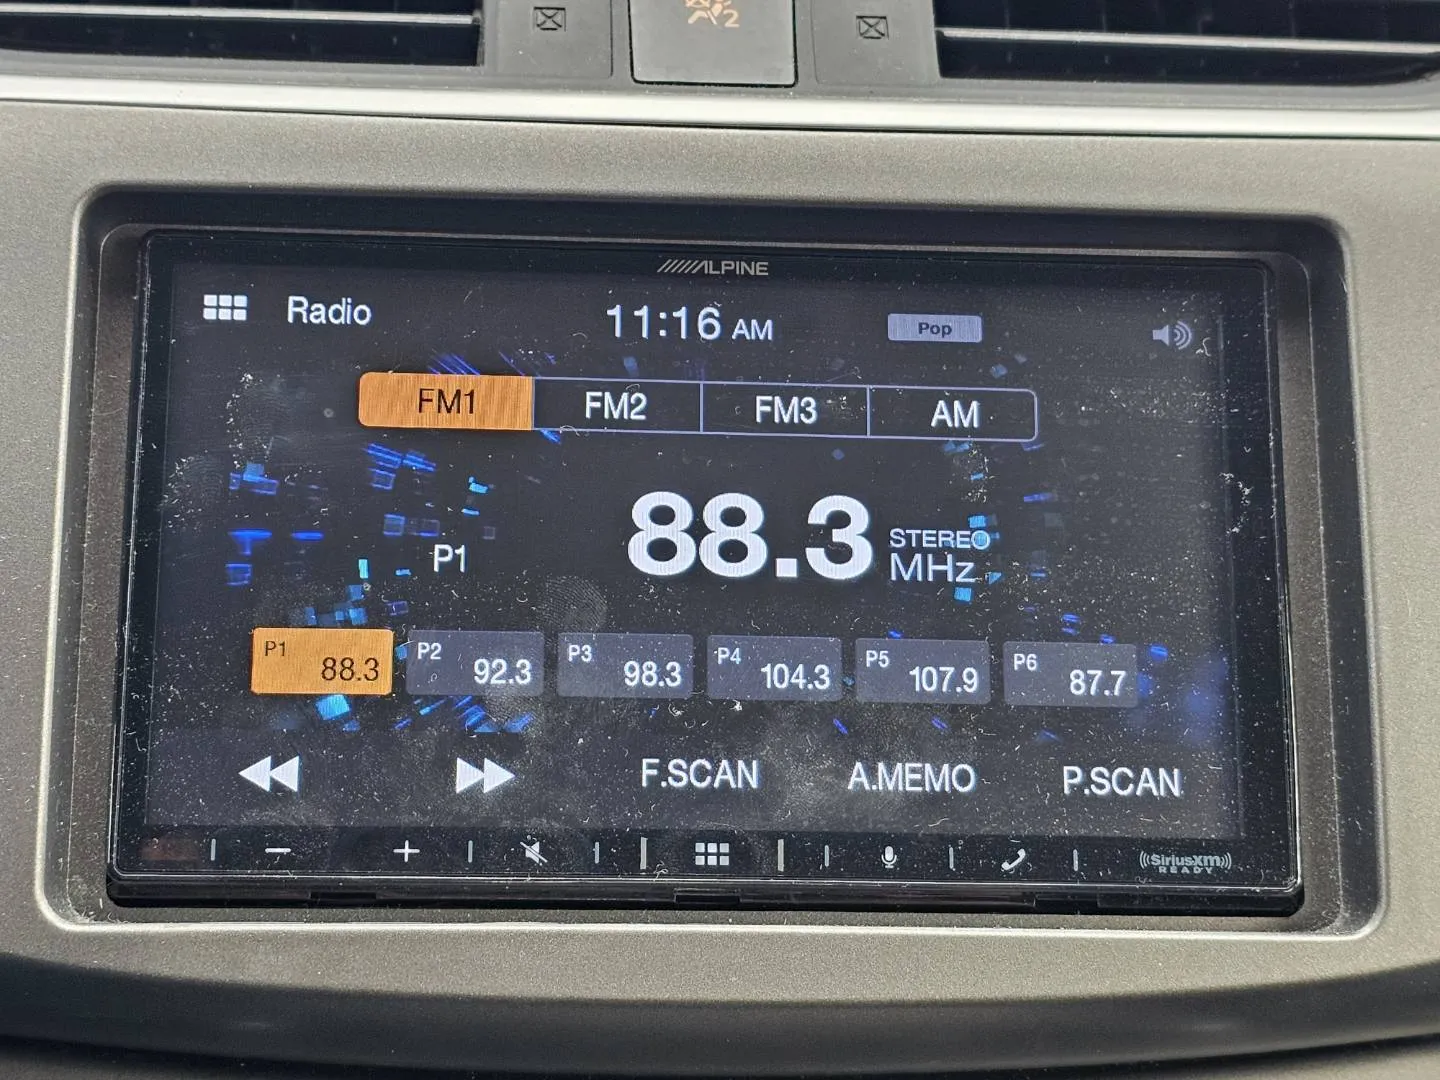 2
ALPINE
Radio
11:16 AM
Pop
FM1 FM2 FM3 AM
P1
88.3 STEREO
MHz
P1 88.3 P2 92.3 P3 98.3 P4 104.3 P5 107.9 P6 87.7
F.SCAN A.MEMO P.SCAN
((SiriusXM))
READY